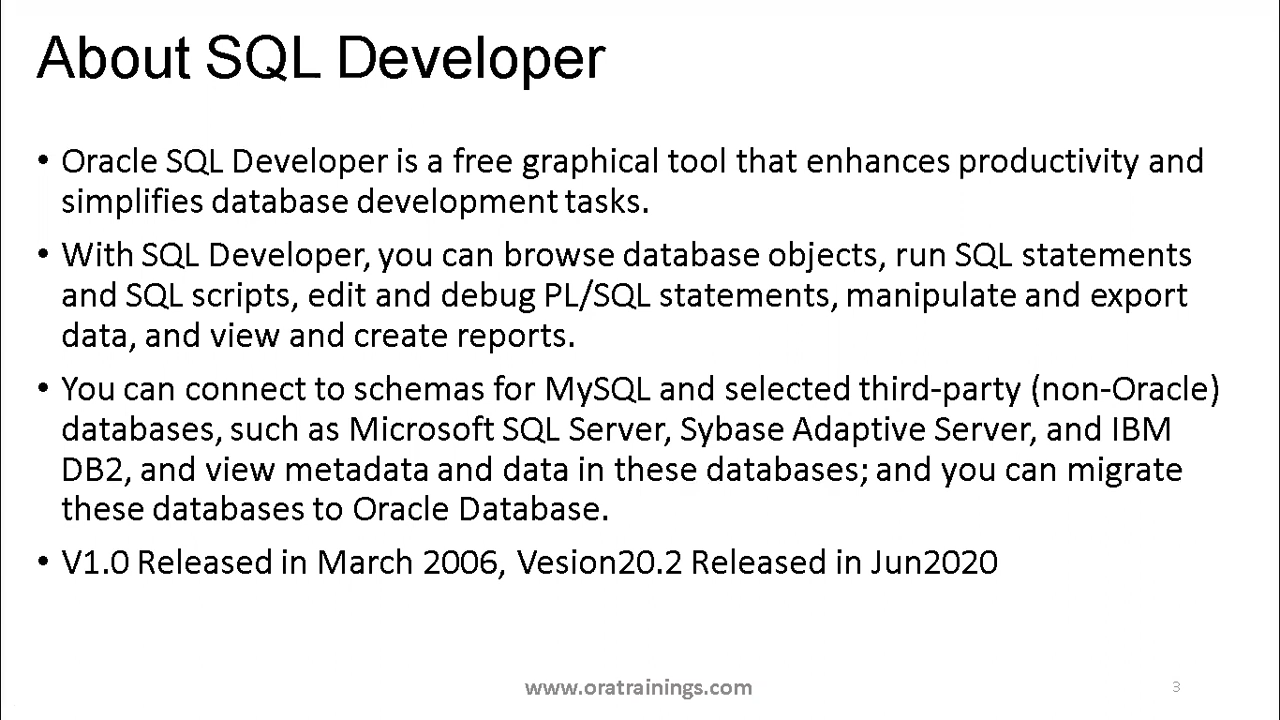 About SQL Developer
• Oracle SQL Developer is a free graphical tool that enhances productivity and
simplifies database development tasks.
• With SQL Developer, you can browse database objects, run SQL statements
and SQL scripts, edit and debug PL/SQL statements, manipulate and export
data, and view and create reports.
• You can connect to schemas for MySQL and selected third-party (non-Oracle)
databases, such as Microsoft SQL Server, Sybase Adaptive Server, and IBM
DB2, and view metadata and data in these databases; and you can migrate
these databases to Oracle Database.
• V1.0 Released in March 2006, Vesion20.2 Released in Jun2020
www.oratrainings.com
3